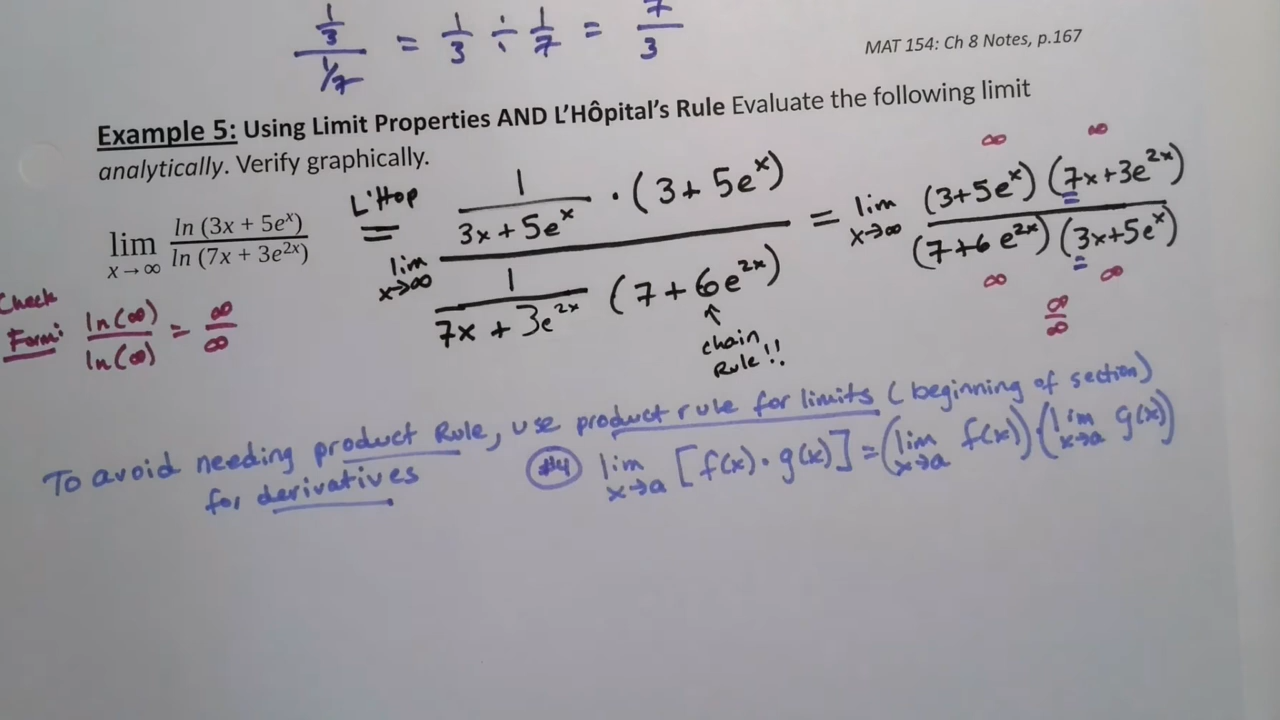 1/3 / 1/7 = 1/3 ÷ 1/7 = 7/3
MAT 154: Ch 8 Notes, p.167
Example 5: Using Limit Properties AND L'Hôpital's Rule Evaluate the following limit
analytically. Verify graphically.
lim x→∞ ln (3x + 5e^x) / ln (7x + 3e^2x)
L'Hop
= lim x→∞ 1/(3x + 5e^x) · (3 + 5e^x) / 1/(7x + 3e^2x) (7 + 6e^2x)
= lim x→∞ (3+5e^x) (7x+3e^2x) / (7+6e^2x) (3x+5e^x)
∞ ∞
∞ ∞
∞/∞
↑
chain
Rule!!
Check
Form: ln(∞) / ln(∞) = ∞/∞
To avoid needing product Rule, use product rule for limits (beginning of section)
for derivatives
#4 lim x→a [f(x) · g(x)] = (lim x→a f(x)) (lim x→a g(x))